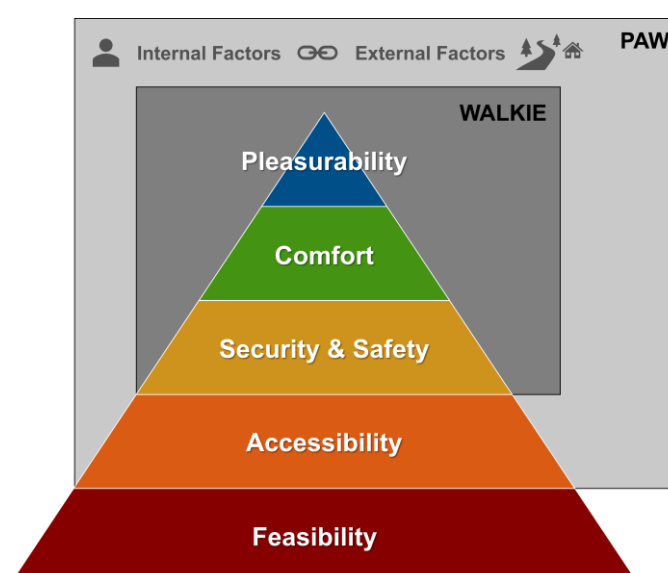 Internal Factors External Factors
PAW
WALKIE
Pleasurability
Comfort
Security & Safety
Accessibility
Feasibility